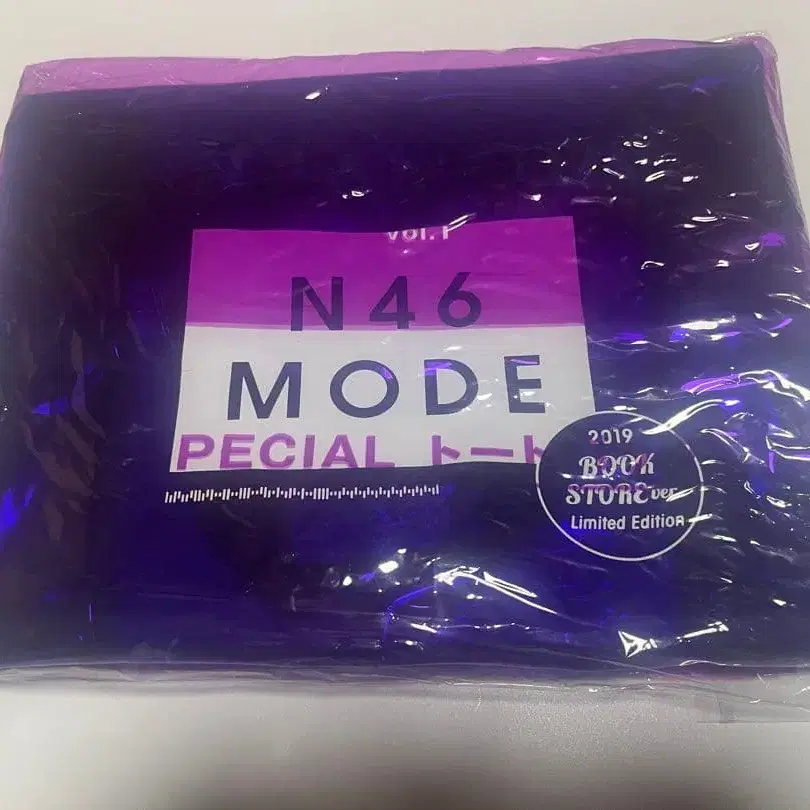 vol.1
N46
MODE
PECIAL トート
2019
BOOK
STORE ver.
Limited Edition